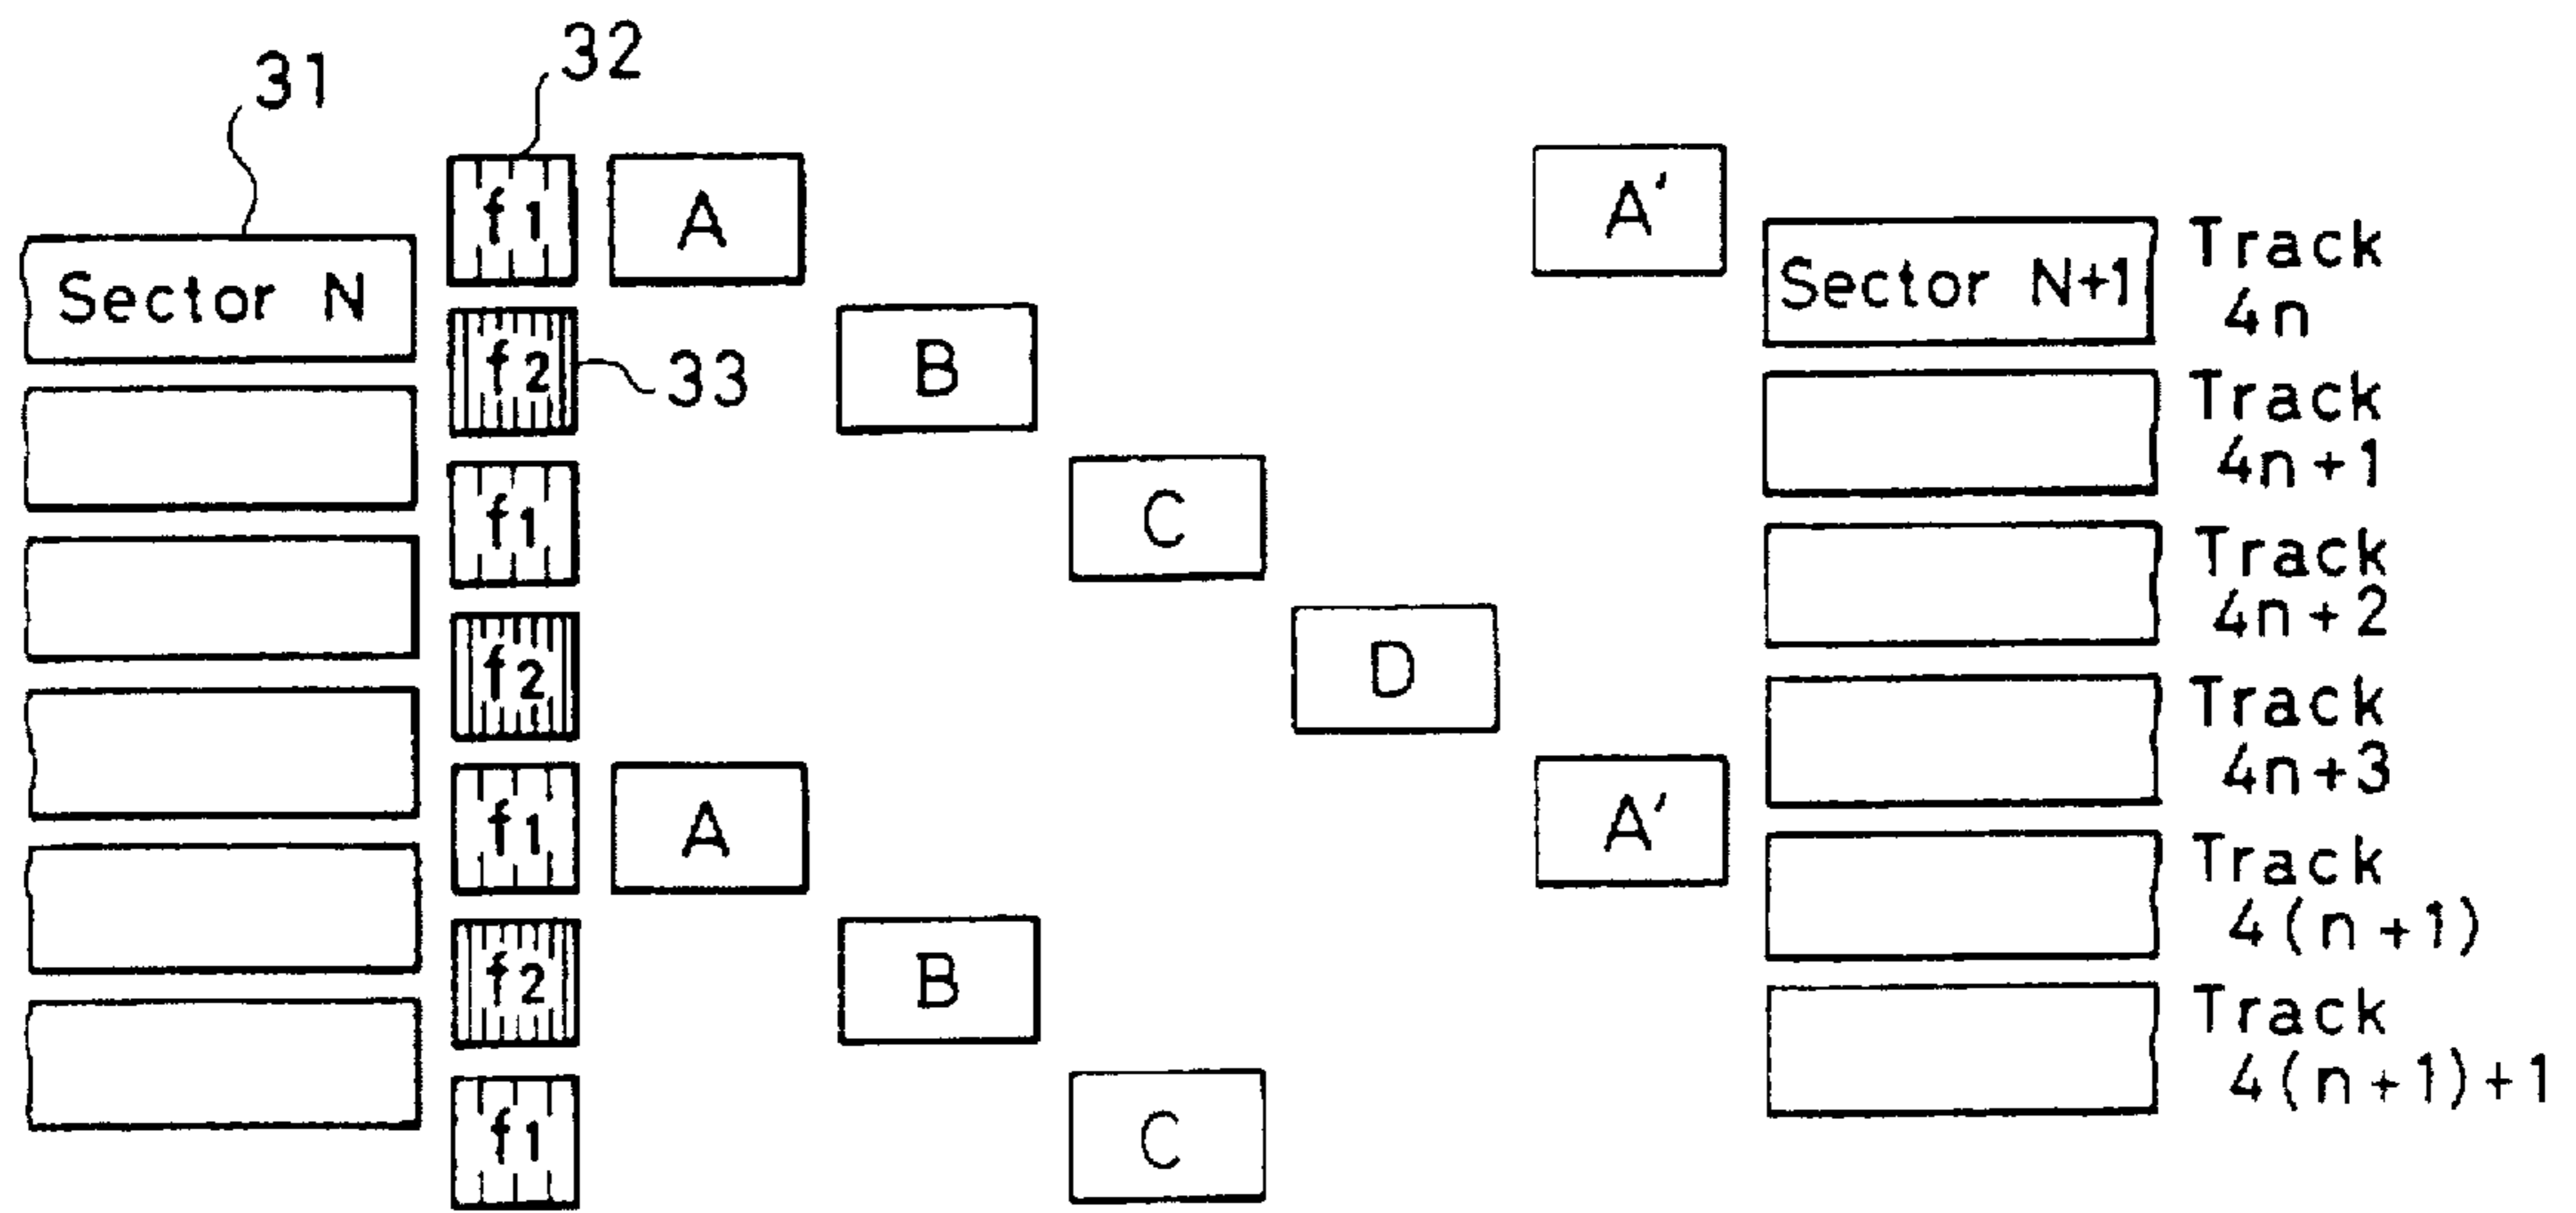 31
32
f1
A
A'
Sector N
Sector N+1
Track
4n
f2
33
B
Track
4n+1
f1
C
Track
4n+2
f2
D
Track
4n+3
f1
A
A'
Track
4(n+1)
f2
B
Track
4(n+1)+1
f1
C